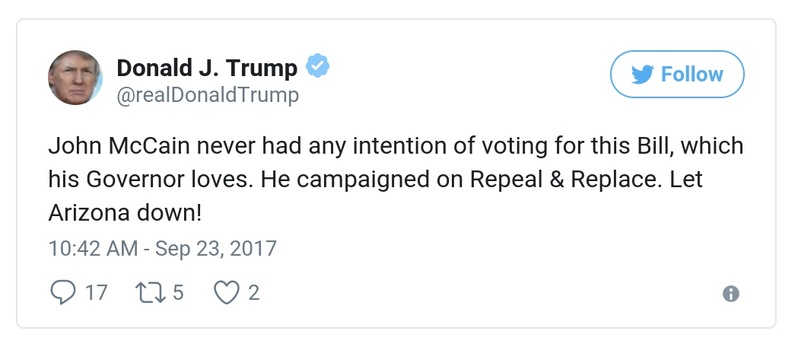 Donald J. Trump
@realDonaldTrump
Follow
John McCain never had any intention of voting for this Bill, which
his Governor loves. He campaigned on Repeal & Replace. Let
Arizona down!
10:42 AM - Sep 23, 2017
17 5 2